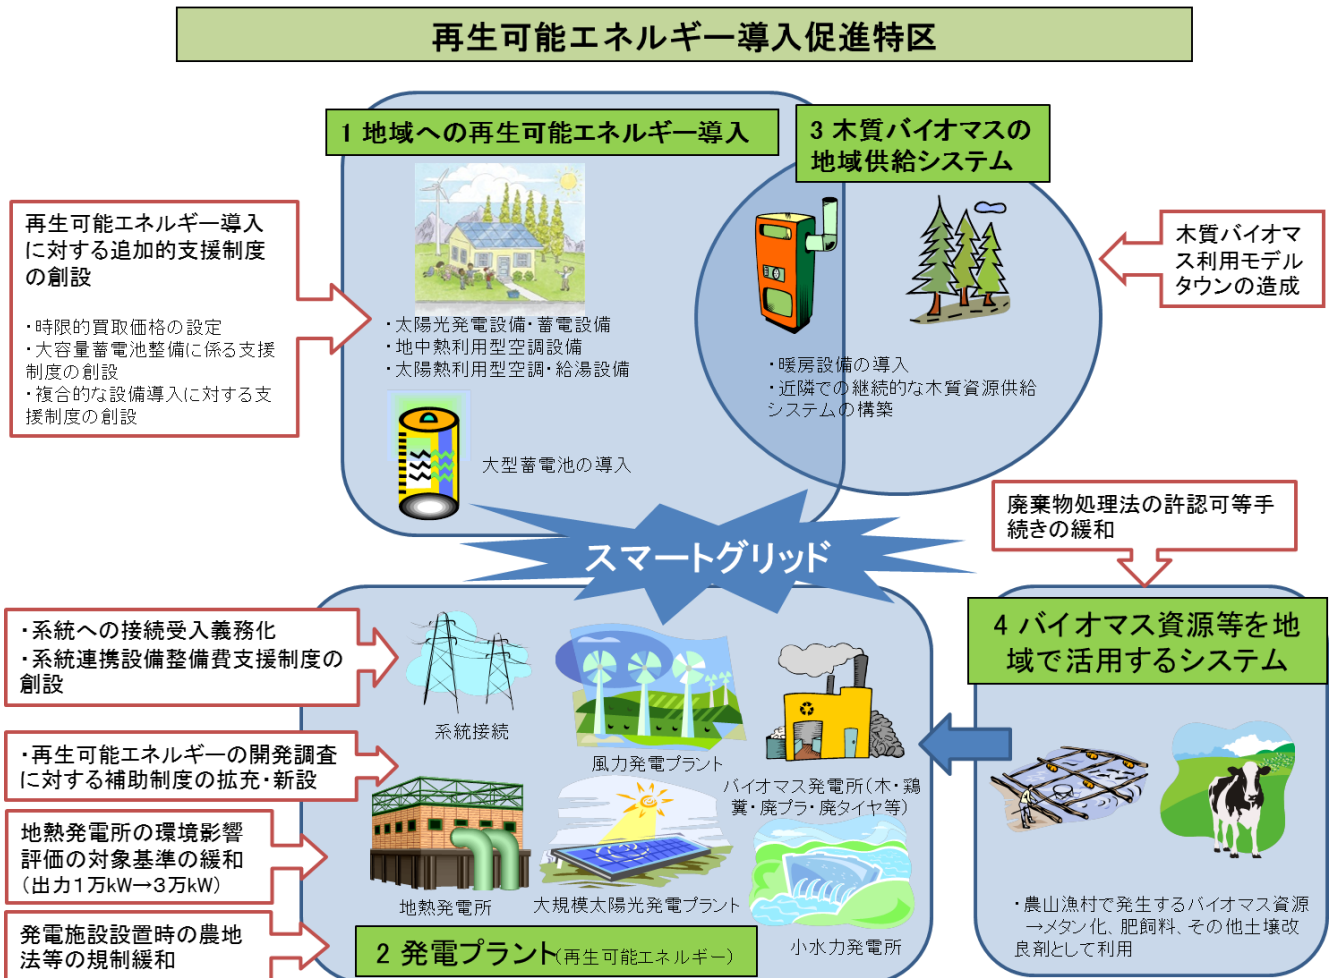 再生可能エネルギー導入促進特区
1 地域への再生可能エネルギー導入
3 木質バイオマスの
地域供給システム
再生可能エネルギー導入
に対する追加的支援制度
の創設
・時限的買取価格の設定
・大容量蓄電池整備に係る支援
制度の創設
・複合的な設備導入に対する支
援制度の創設
・太陽光発電設備・蓄電設備
・地中熱利用型空調設備
・太陽熱利用型空調・給湯設備
大型蓄電池の導入
・暖房設備の導入
・近隣での継続的な木質資源供給
システムの構築
木質バイオマ
ス利用モデル
タウンの造成
スマートグリッド
廃棄物処理法の許認可等手
続きの緩和
・系統への接続受入義務化
・系統連携設備整備費支援制度の
創設
・再生可能エネルギーの開発調査
に対する補助制度の拡充・新設
地熱発電所の環境影響
評価の対象基準の緩和
（出力１万kW→３万kW）
発電施設設置時の農地
法等の規制緩和
系統接続
風力発電プラント
バイオマス発電所（木・鶏
糞・廃プラ・廃タイヤ等）
地熱発電所
大規模太陽光発電プラント
小水力発電所
2 発電プラント（再生可能エネルギー）
4 バイオマス資源等を地
域で活用するシステム
・農山漁村で発生するバイオマス資源
→メタン化、肥飼料、その他土壌改
良剤として利用